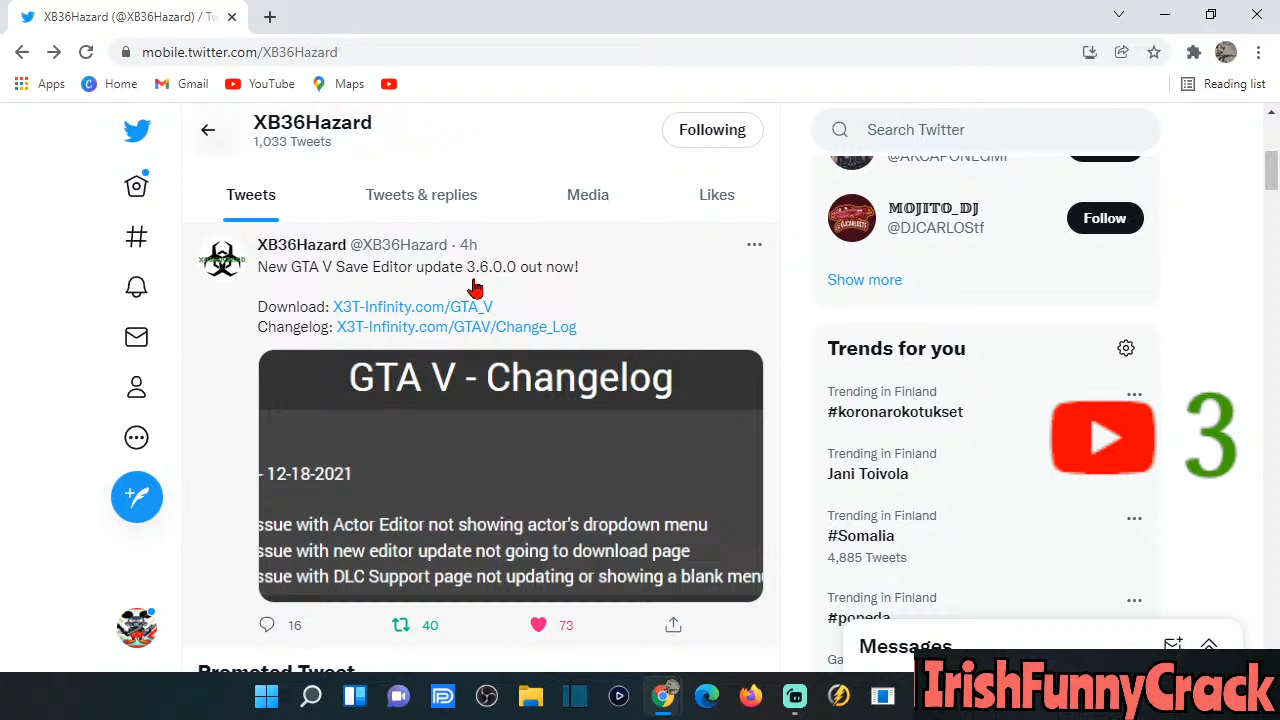 XB36Hazard (@XB36Hazard) / Tw
mobile.twitter.com/XB36Hazard
Apps
Home
Gmail
YouTube
Maps
Reading list
XB36Hazard
1,033 Tweets
Following
Tweets
Tweets & replies
Media
Likes
XB36Hazard @XB36Hazard · 4h
New GTA V Save Editor update 3.6.0.0 out now!
Download: X3T-Infinity.com/GTA_V
Changelog: X3T-Infinity.com/GTAV/Change_Log
GTA V - Changelog
- 12-18-2021
ssue with Actor Editor not showing actor's dropdown menu
ssue with new editor update not going to download page
ssue with DLC Support page not updating or showing a blank menu
16
40
73
Promoted Tweet
Search Twitter
@ARCAPONEGMI
𝕄𝕆𝕁𝕀𝕋𝕆_𝔻𝕁
@DJCARLOStf
Follow
Show more
Trends for you
Trending in Finland
#koronarokotukset
Trending in Finland
Jani Toivola
Trending in Finland
#Somalia
4,885 Tweets
Trending in Finland
#popeda
Ga
Messages
3
IrishFunnyCrack